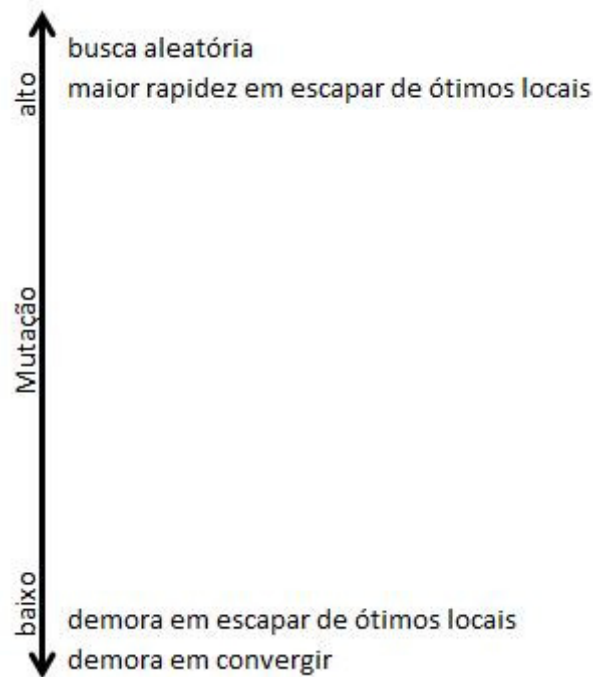 busca aleatória
maior rapidez em escapar de ótimos locais
alto
Mutação
baixo
demora em escapar de ótimos locais
demora em convergir